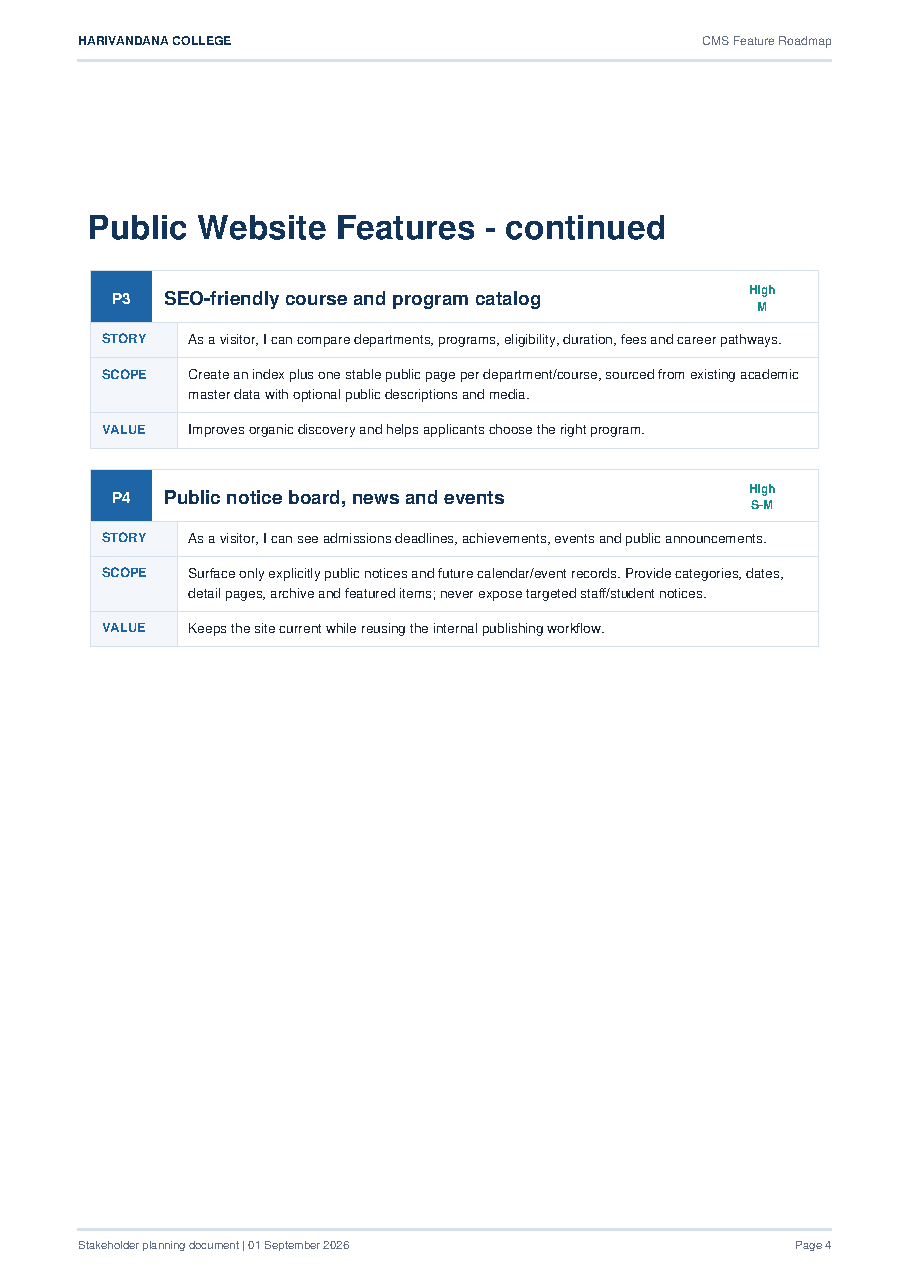 HARIVANDANA COLLEGE
CMS Feature Roadmap
Public Website Features - continued
P3
SEO-friendly course and program catalog
High
M
STORY
As a visitor, I can compare departments, programs, eligibility, duration, fees and career pathways.
SCOPE
Create an index plus one stable public page per department/course, sourced from existing academic
master data with optional public descriptions and media.
VALUE
Improves organic discovery and helps applicants choose the right program.
P4
Public notice board, news and events
High
S-M
STORY
As a visitor, I can see admissions deadlines, achievements, events and public announcements.
SCOPE
Surface only explicitly public notices and future calendar/event records. Provide categories, dates,
detail pages, archive and featured items; never expose targeted staff/student notices.
VALUE
Keeps the site current while reusing the internal publishing workflow.
Stakeholder planning document | 01 September 2026
Page 4